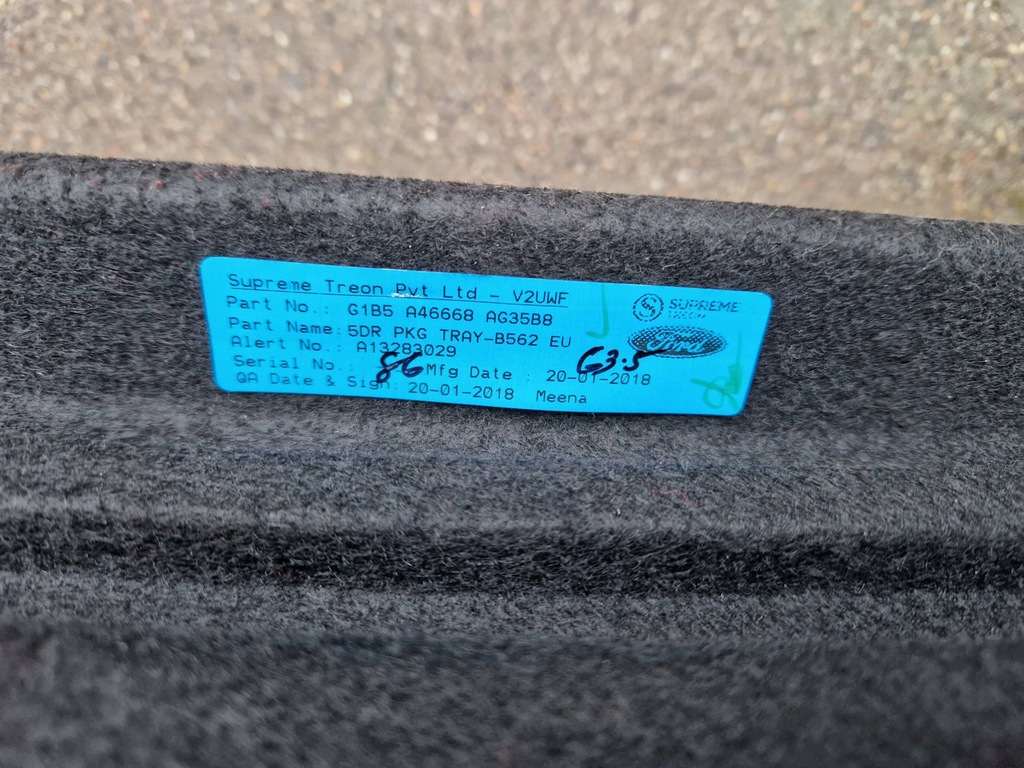 Supreme Treon Pvt Ltd - V2UWF
Part No.: G1B5 A46668 AG35B8
Part Name: 5DR PKG TRAY-B562 EU
Alert No.: A13283029
Serial No.: 86 Mfg Date : 20-01-2018
63.5
QA Date & Sign: 20-01-2018 Meena
SUPREME
TREON
Ford